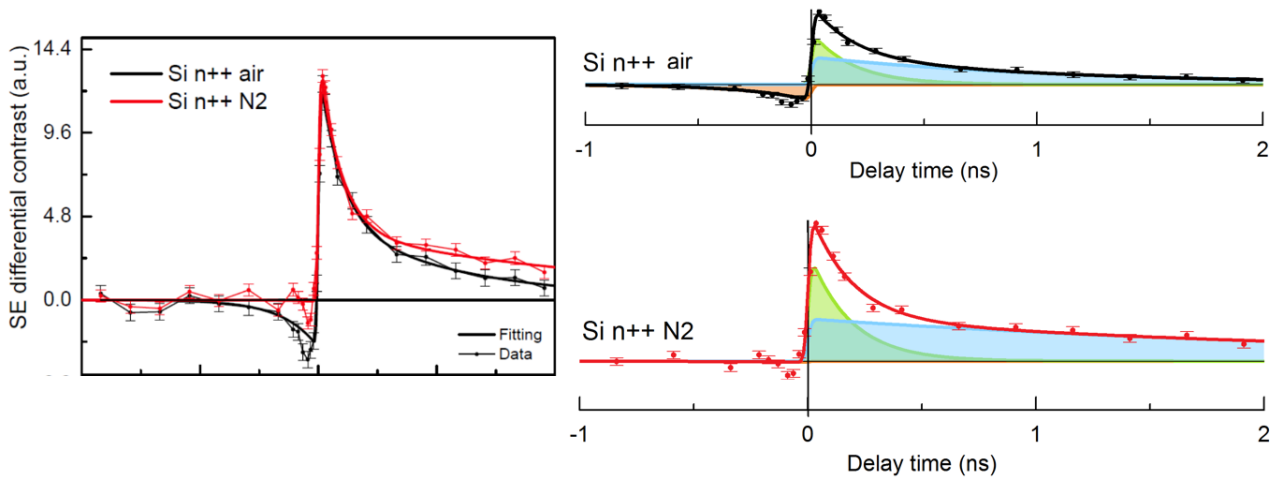 SE differential contrast (a.u.)
14.4
9.6
4.8
0.0
Si n++ air
Si n++ N2
Fitting
Data
Si n++ air
-1
0
1
2
Delay time (ns)
Si n++ N2
-1
0
1
2
Delay time (ns)